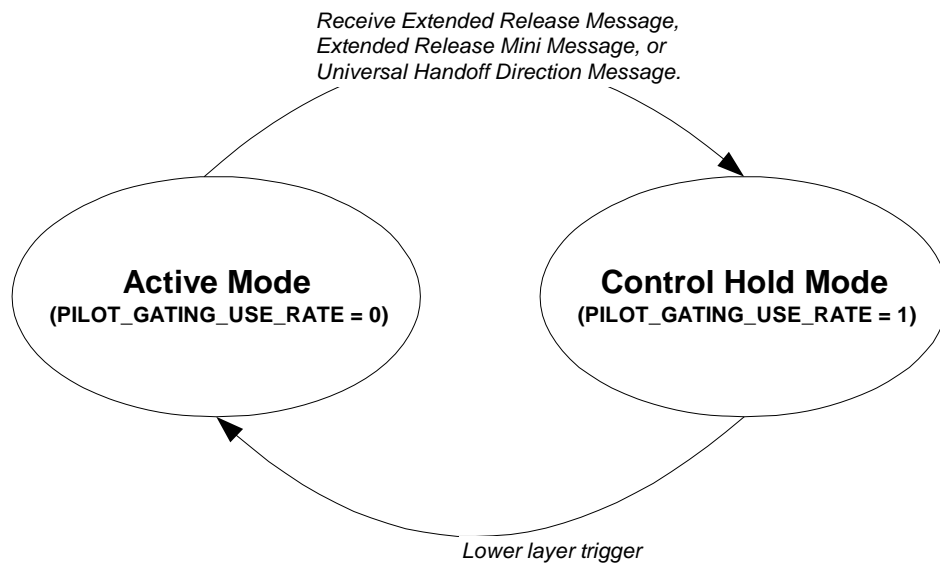 Receive Extended Release Message,
Extended Release Mini Message, or
Universal Handoff Direction Message.
Active Mode
(PILOT_GATING_USE_RATE = 0)
Control Hold Mode
(PILOT_GATING_USE_RATE = 1)
Lower layer trigger